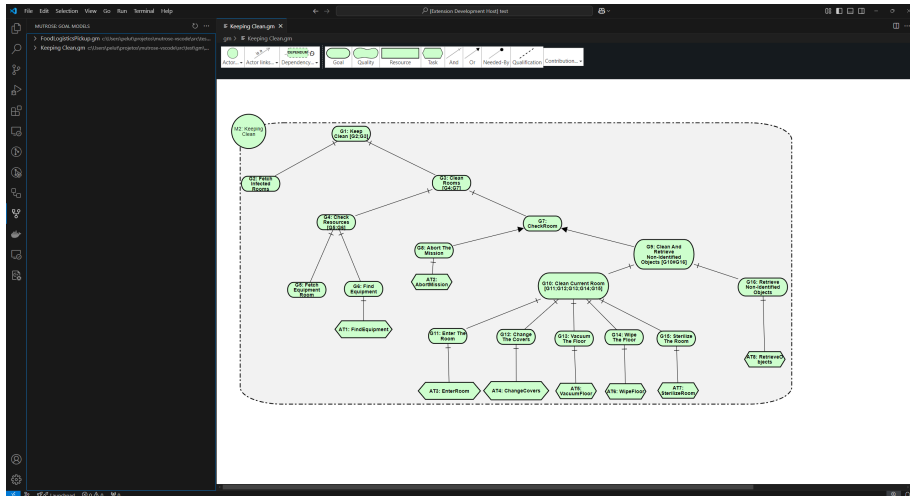 File Edit Selection View Go Run Terminal Help
[Extension Development Host] test
MUTROSE: GOAL MODELS
FoodLogisticsPickup.gm
Keeping Clean.gm
Keeping Clean.gm
gm > Keeping Clean.gm
Actor... Actor links... Dependency... Goal Quality Resource Task And Or Needed-By Qualification Contribution...
M2: Keeping
Clean
G1: Keep
Clean [G2;G3]
G2: Fetch
Infected
Rooms
G3: Clean
Rooms
[G4;G7]
G4: Check
Resources
[G5;G6]
G7:
CheckRoom
G8: Abort The
Mission
G9: Clean And
Retrieve
Non-Identified
Objects [G10#G16]
AT2:
AbortMission
G5: Fetch
Equipment
Room
G6: Find
Equipment
G10: Clean Current Room
[G11;G12;G13;G14;G15]
G16: Retrieve
Non-Identified
Objects
AT1: FindEquipment
G11: Enter The
Room
G12: Change
The Covers
G13: Vacuum
The Floor
G14: Wipe
The Floor
G15: Sterilize
The Room
AT8: RetrieveO
bjects
AT3: EnterRoom
AT4: ChangeCovers
AT5:
VacuumFloor
AT6: WipeFloor
AT7:
SterilizeRoom